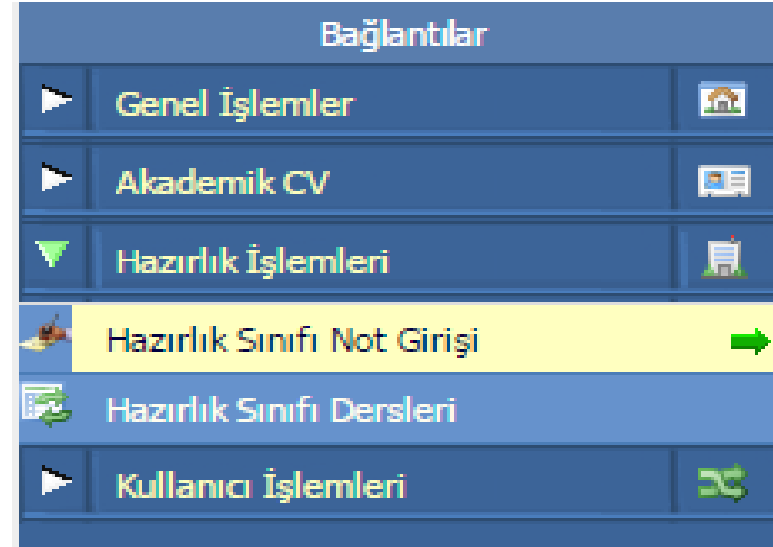 Bağlantılar
Genel İşlemler
Akademik CV
Hazırlık İşlemleri
Hazırlık Sınıfı Not Girişi
Hazırlık Sınıfı Dersleri
Kullanıcı İşlemleri